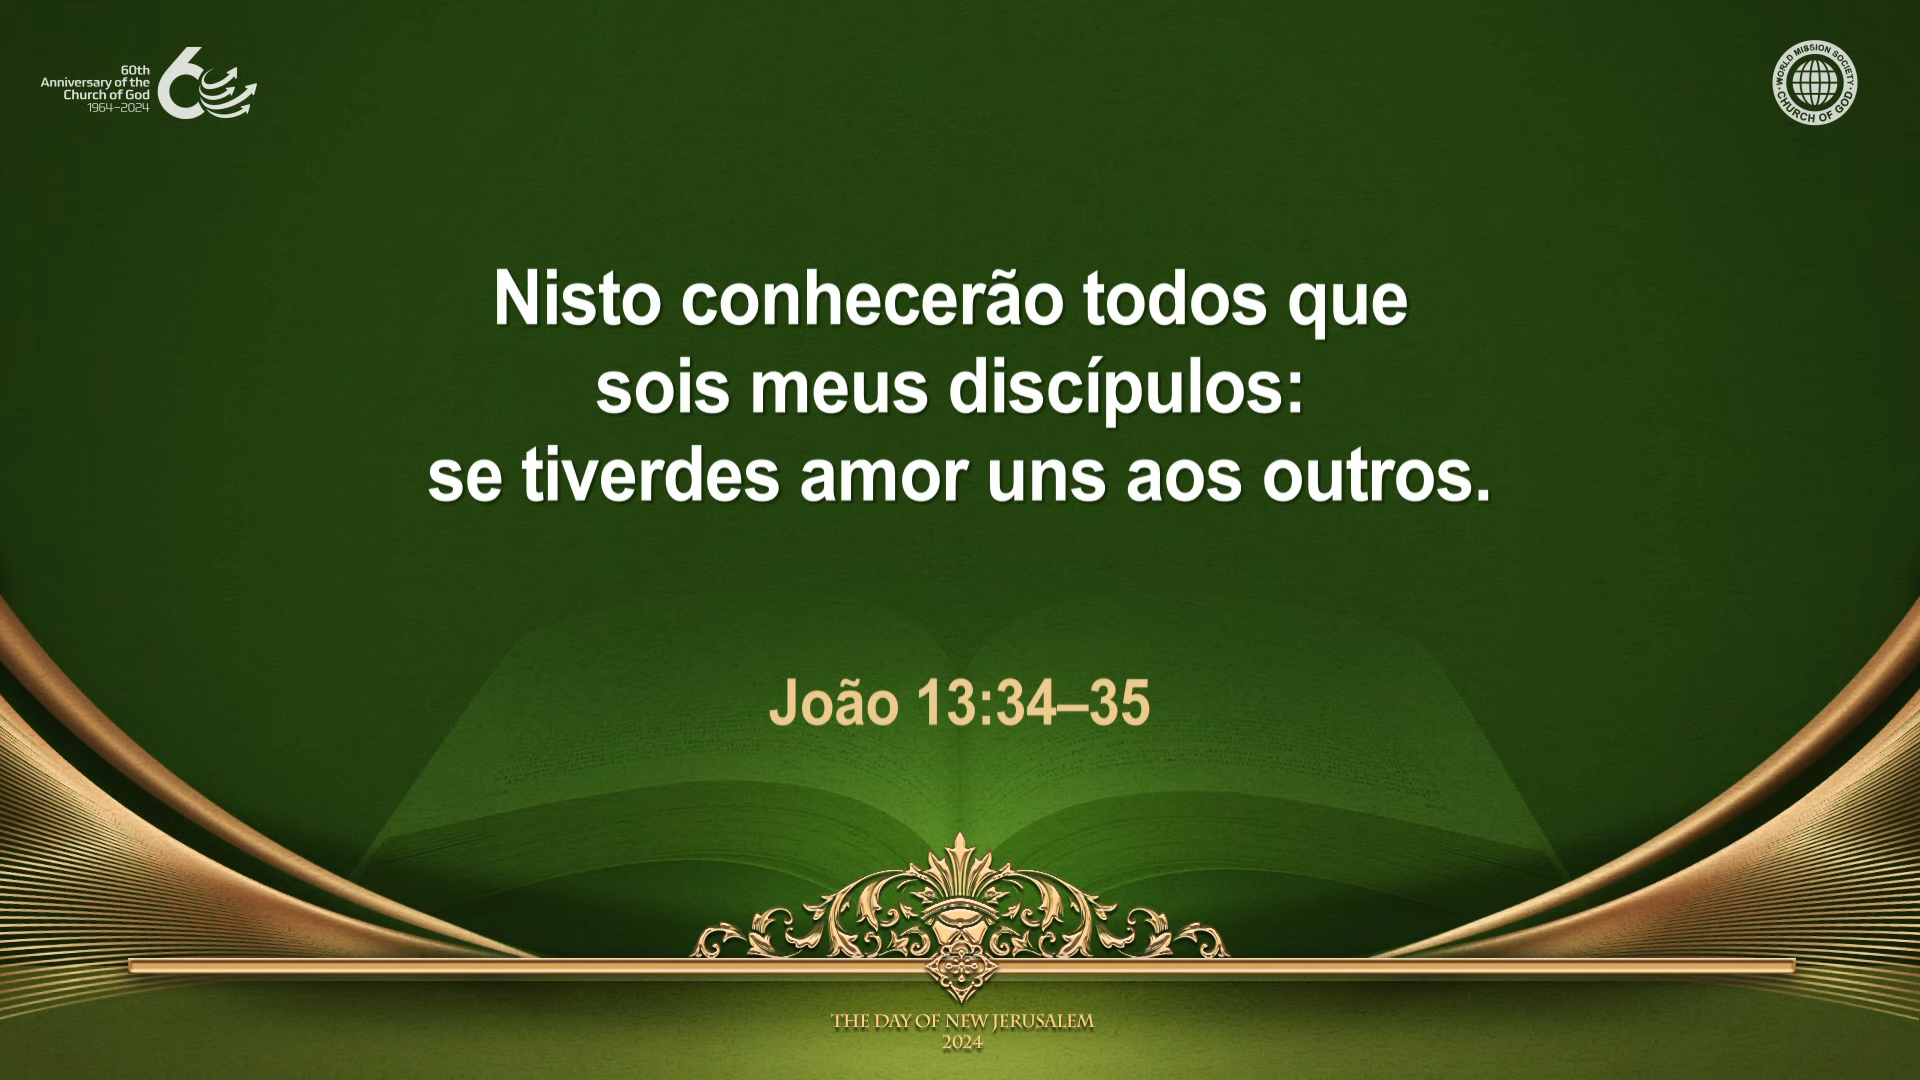 60th
Anniversary of the
Church of God
1964–2024
60
WORLD MISSION SOCIETY
CHURCH OF GOD
Nisto conhecerão todos que
sois meus discípulos:
se tiverdes amor uns aos outros.
João 13:34–35
THE DAY OF NEW JERUSALEM
2024